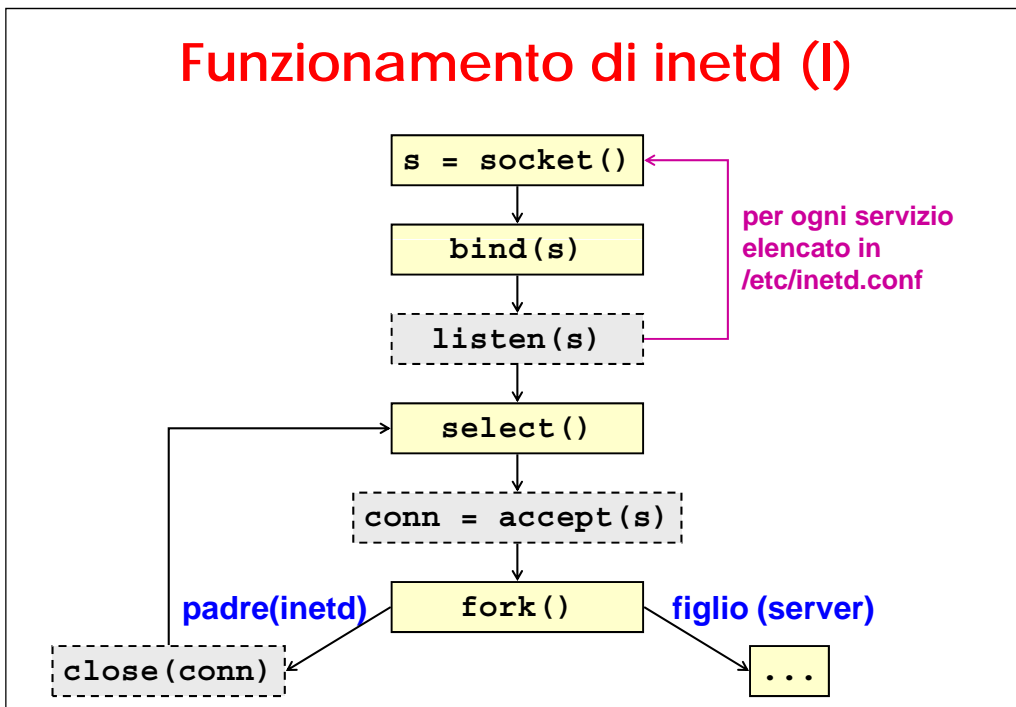 Funzionamento di inetd (I)
s = socket()
per ogni servizio
elencato in
/etc/inetd.conf
bind(s)
listen(s)
select()
conn = accept(s)
padre(inetd)
fork()
figlio (server)
close(conn)
...